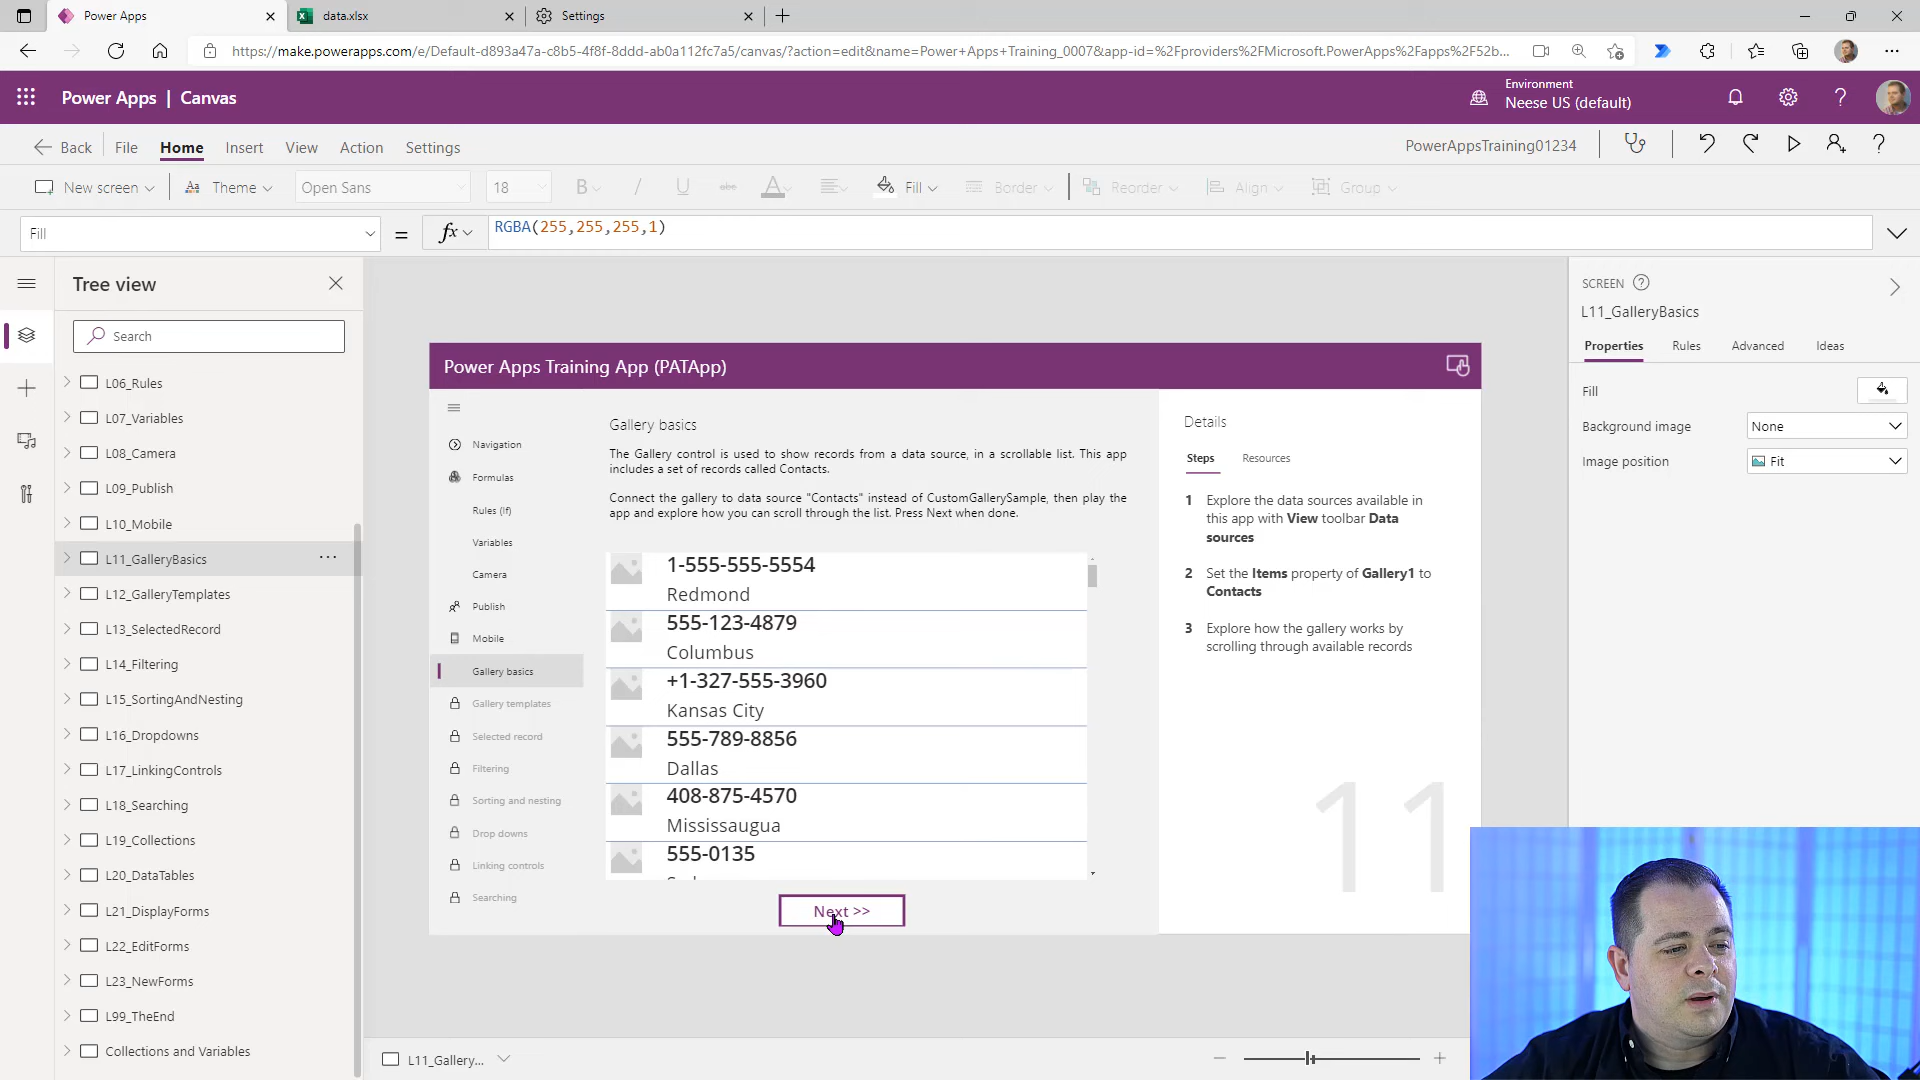 Power Apps
data.xlsx
Settings
https://make.powerapps.com/e/Default-d893a47a-c8b5-4f8f-8ddd-ab0a112fc7a5/canvas/?action=edit&name=Power+Apps+Training_0007&app-id=%2Fproviders%2FMicrosoft.PowerApps%2Fapps%2F52b...
Power Apps | Canvas
Environment
Neese US (default)
Back
File
Home
Insert
View
Action
Settings
PowerAppsTraining01234
New screen
Theme
Open Sans
18
B
I
U
abc
A
Fill
Border
Reorder
Align
Group
Fill
=
fx
RGBA(255,255,255,1)
Tree view
Search
L06_Rules
L07_Variables
L08_Camera
L09_Publish
L10_Mobile
L11_GalleryBasics
L12_GalleryTemplates
L13_SelectedRecord
L14_Filtering
L15_SortingAndNesting
L16_Dropdowns
L17_LinkingControls
L18_Searching
L19_Collections
L20_DataTables
L21_DisplayForms
L22_EditForms
L23_NewForms
L99_TheEnd
Collections and Variables
Power Apps Training App (PATApp)
Navigation
Formulas
Rules (If)
Variables
Camera
Publish
Mobile
Gallery basics
Gallery templates
Selected record
Filtering
Sorting and nesting
Drop downs
Linking controls
Searching
Gallery basics
The Gallery control is used to show records from a data source, in a scrollable list. This app
includes a set of records called Contacts.
Connect the gallery to data source "Contacts" instead of CustomGallerySample, then play the
app and explore how you can scroll through the list. Press Next when done.
1-555-555-5554
Redmond
555-123-4879
Columbus
+1-327-555-3960
Kansas City
555-789-8856
Dallas
408-875-4570
Mississaugua
555-0135
Next >>
Details
Steps
Resources
1 Explore the data sources available in
this app with View toolbar Data
sources
2 Set the Items property of Gallery1 to
Contacts
3 Explore how the gallery works by
scrolling through available records
11
L11_Gallery...
SCREEN
L11_GalleryBasics
Properties
Rules
Advanced
Ideas
Fill
Background image
None
Image position
Fit